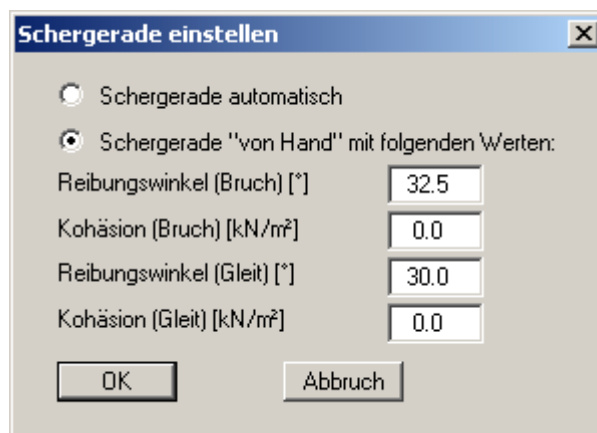 Schergerade einstellen
Schergerade automatisch
Schergerade "von Hand" mit folgenden Werten:
Reibungswinkel (Bruch) [°] 32.5
Kohäsion (Bruch) [kN/m²] 0.0
Reibungswinkel (Gleit) [°] 30.0
Kohäsion (Gleit) [kN/m²] 0.0
OK Abbruch